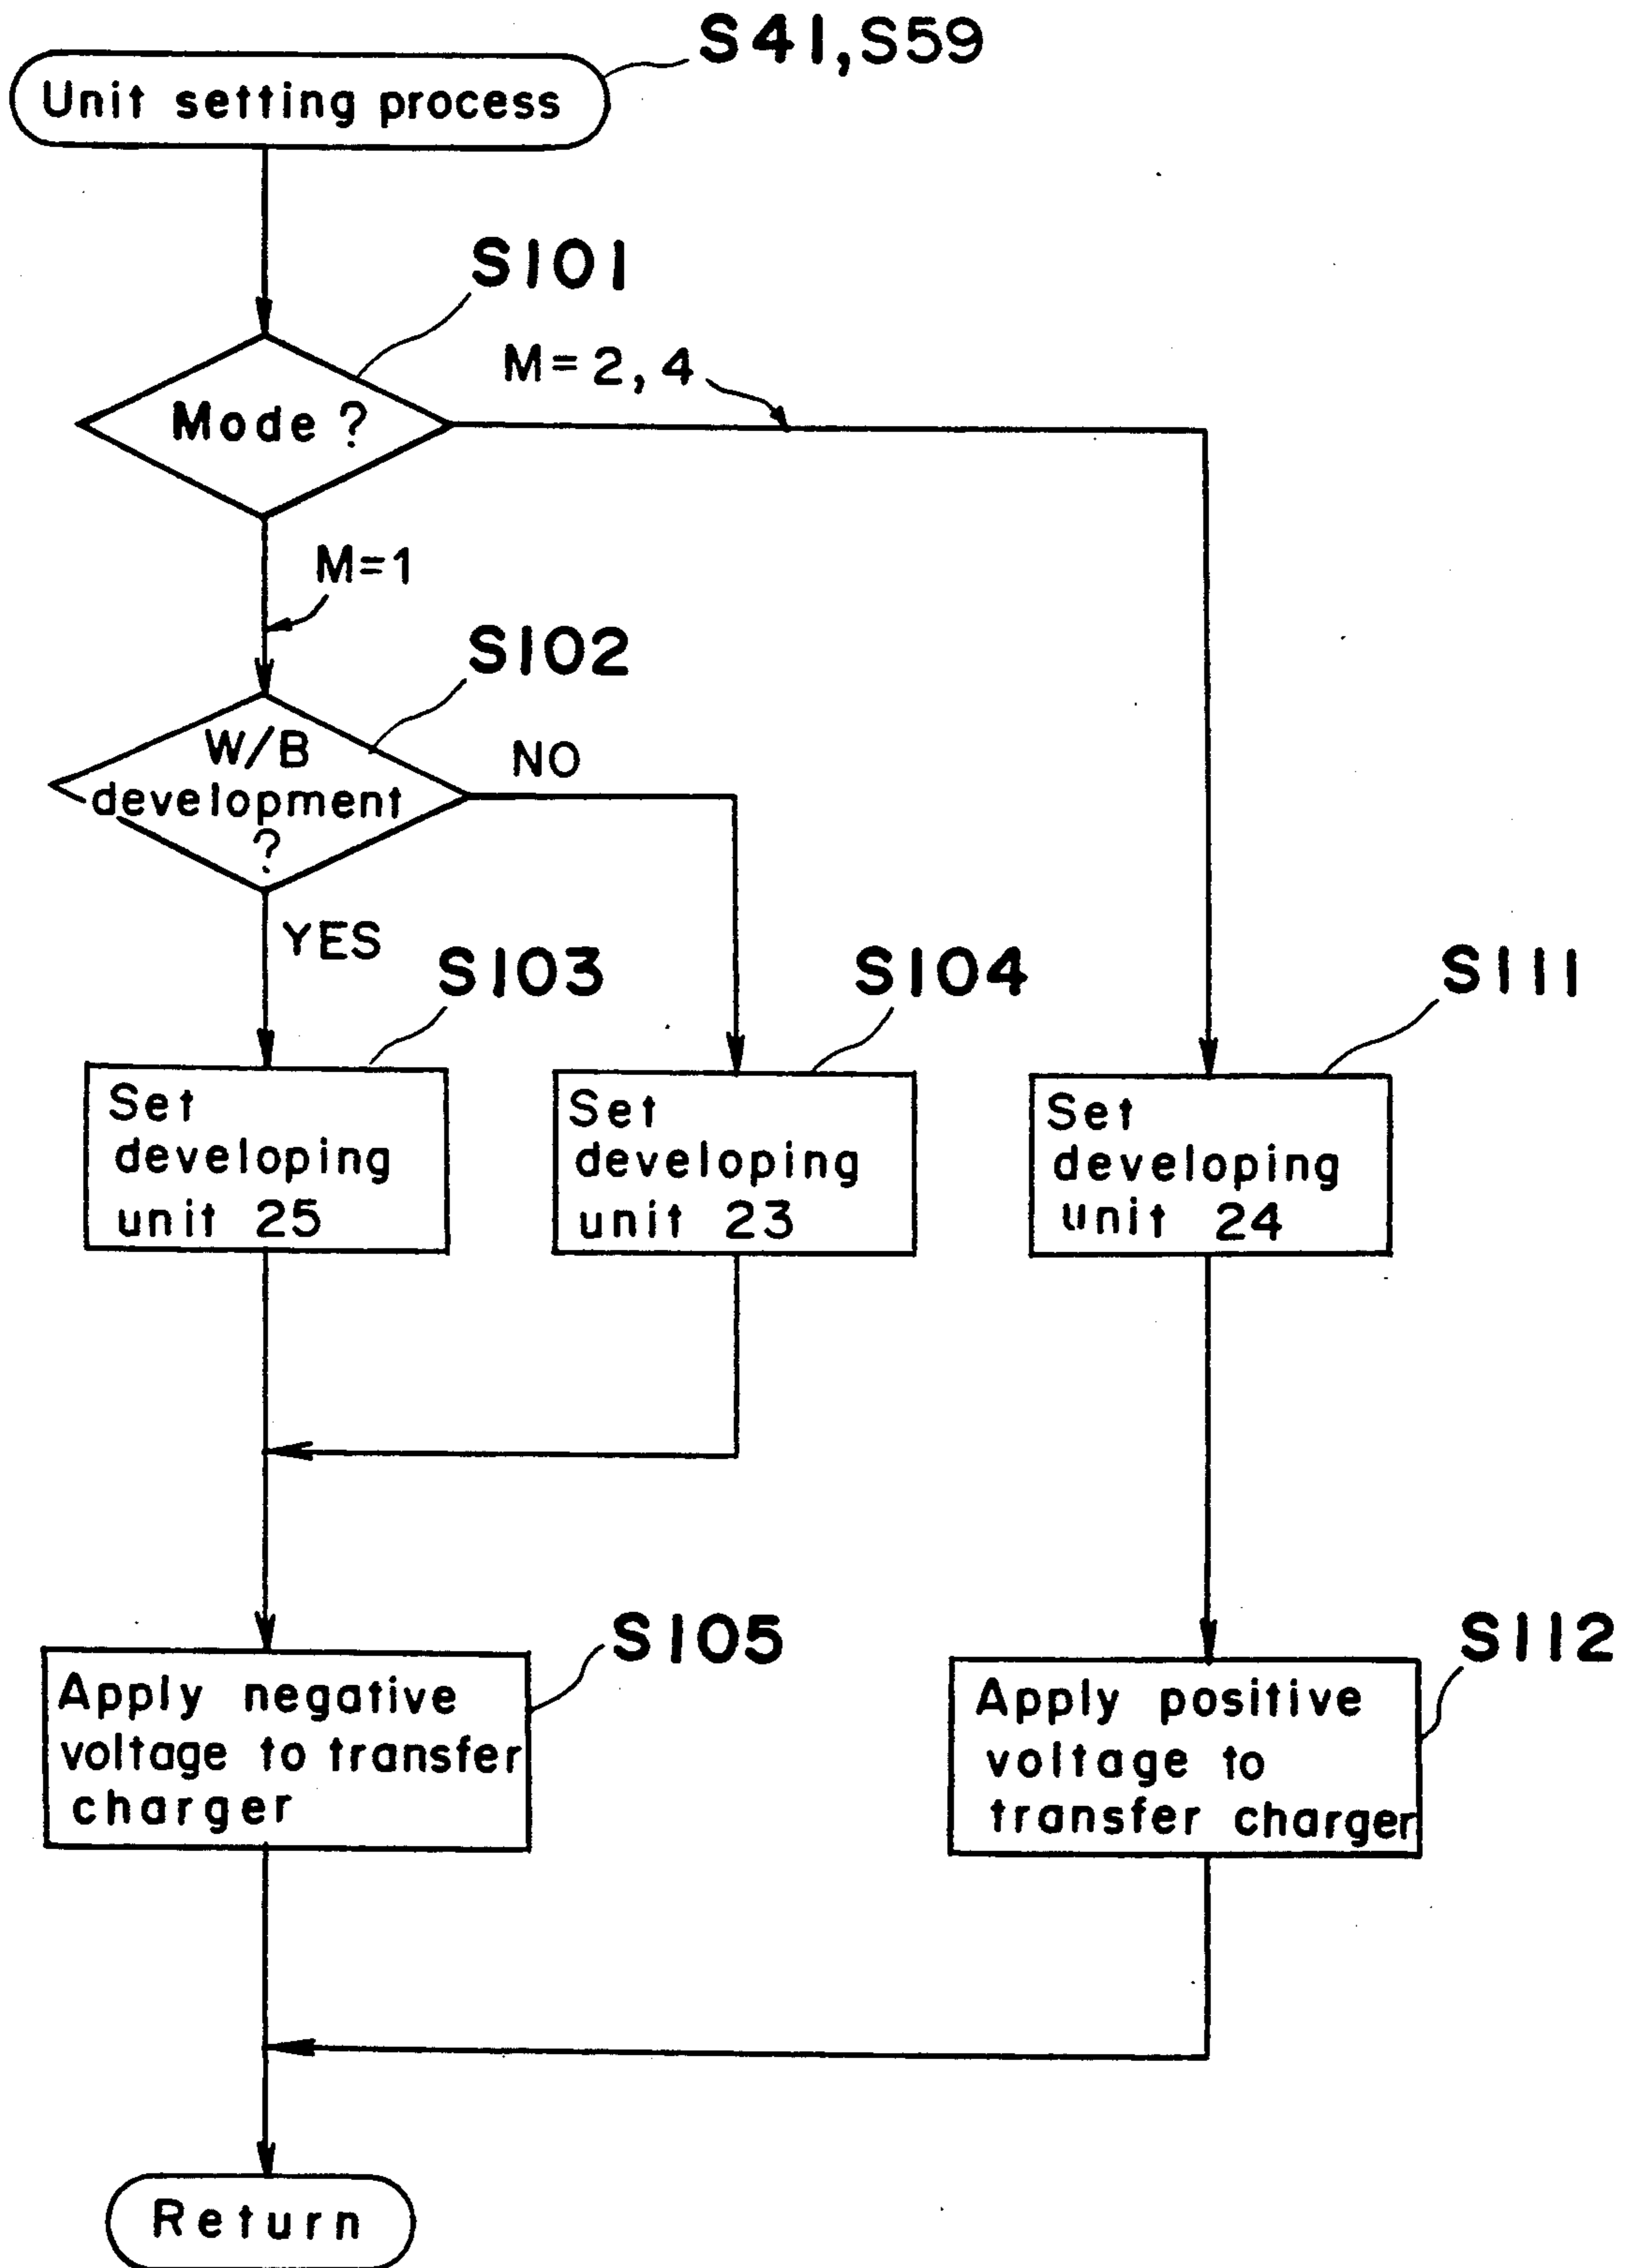 S41,S59
Unit setting process
S101
M=2,4
Mode ?
M=1
S102
W/B
development
?
NO
YES
S103
S104
S111
Set
developing
unit 25
Set
developing
unit 23
Set
developing
unit 24
S105
S112
Apply negative
voltage to transfer
charger
Apply positive
voltage to
transfer charger
Return